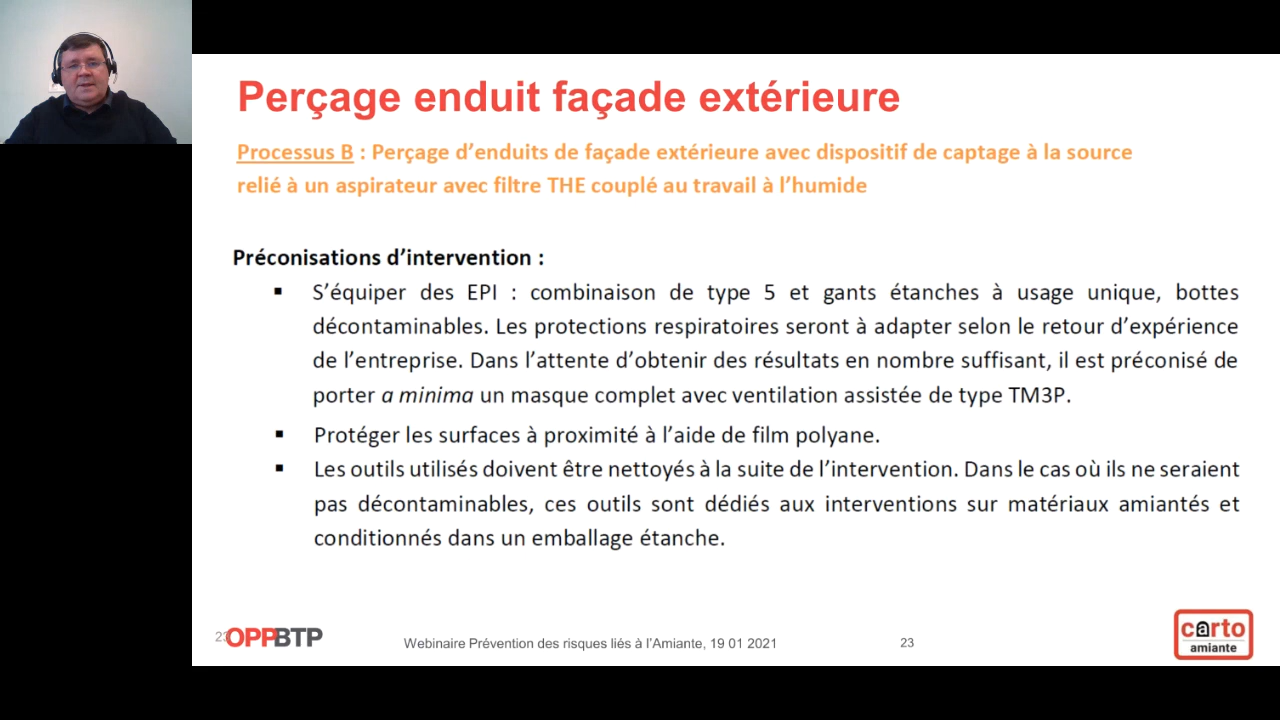 Perçage enduit façade extérieure
Processus B : Perçage d’enduits de façade extérieure avec dispositif de captage à la source
relié à un aspirateur avec filtre THE couplé au travail à l’humide
Préconisations d’intervention :
▪ S’équiper des EPI : combinaison de type 5 et gants étanches à usage unique, bottes
décontaminables. Les protections respiratoires seront à adapter selon le retour d’expérience
de l’entreprise. Dans l’attente d’obtenir des résultats en nombre suffisant, il est préconisé de
porter a minima un masque complet avec ventilation assistée de type TM3P.
▪ Protéger les surfaces à proximité à l’aide de film polyane.
▪ Les outils utilisés doivent être nettoyés à la suite de l’intervention. Dans le cas où ils ne seraient
pas décontaminables, ces outils sont dédiés aux interventions sur matériaux amiantés et
conditionnés dans un emballage étanche.
23
OPPBTP
Webinaire Prévention des risques liés à l’Amiante, 19 01 2021
23
carto
amiante